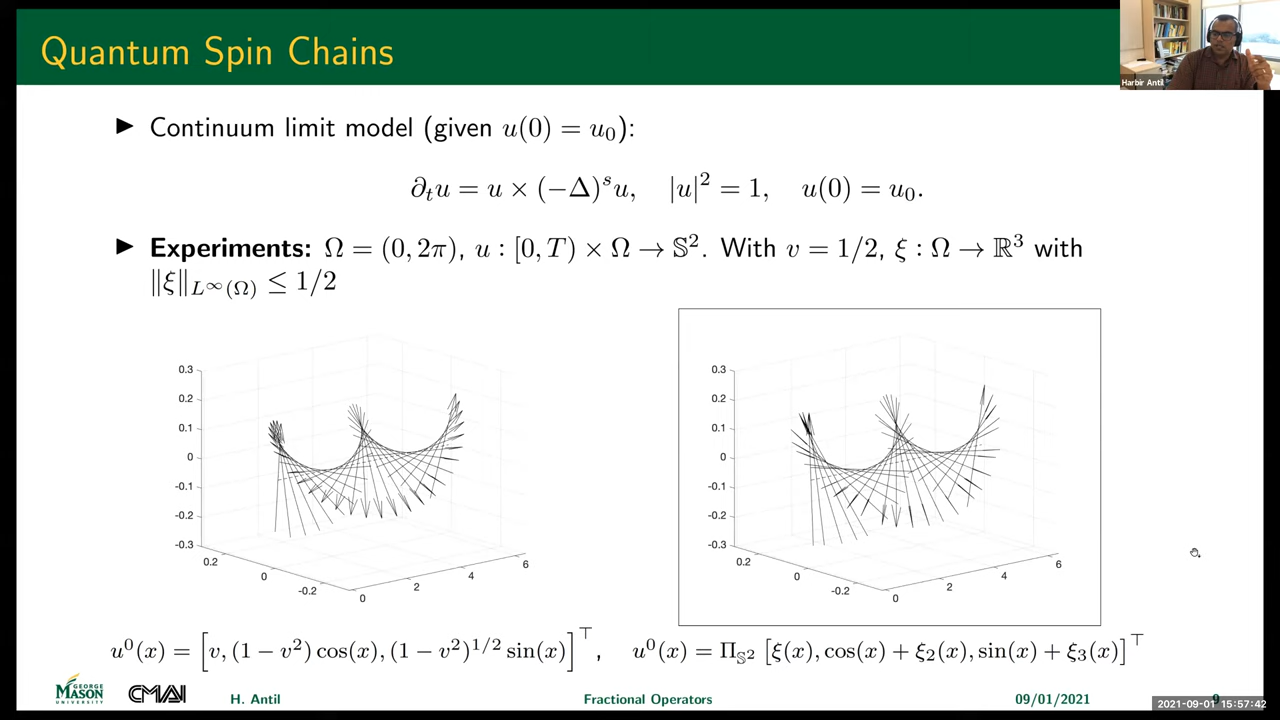 Quantum Spin Chains
Harbir Antil
▶ Continuum limit model (given u(0) = u₀):
∂ₜu = u × (−Δ)ˢu, |u|² = 1, u(0) = u₀.
▶ Experiments: Ω = (0, 2π), u : [0, T) × Ω → 𝕊². With v = 1/2, ξ : Ω → ℝ³ with
‖ξ‖_{L^∞(Ω)} ≤ 1/2
0.3
0.2
0.1
0
-0.1
-0.2
-0.3
0.2
0
-0.2
0
2
4
6
0.3
0.2
0.1
0
-0.1
-0.2
-0.3
0.2
0
-0.2
0
2
4
6
u⁰(x) = [v, (1 − v²) cos(x), (1 − v²)^{1/2} sin(x)]^⊤, u⁰(x) = Π_{𝕊²} [ξ(x), cos(x) + ξ₂(x), sin(x) + ξ₃(x)]^⊤
GEORGE
MASON
UNIVERSITY
CMAI
H. Antil
Fractional Operators
09/01/2021
9
2021-09-01 15:57:42